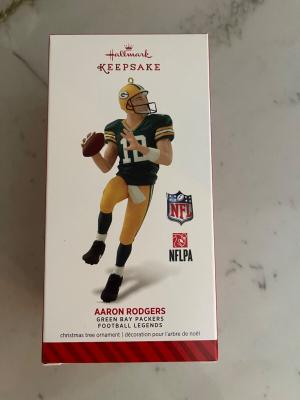 Hallmark
KEEPSAKE
G
12
NFL
NFLPA
AARON RODGERS
GREEN BAY PACKERS
FOOTBALL LEGENDS
christmas tree ornament | décoration pour l'arbre de noël